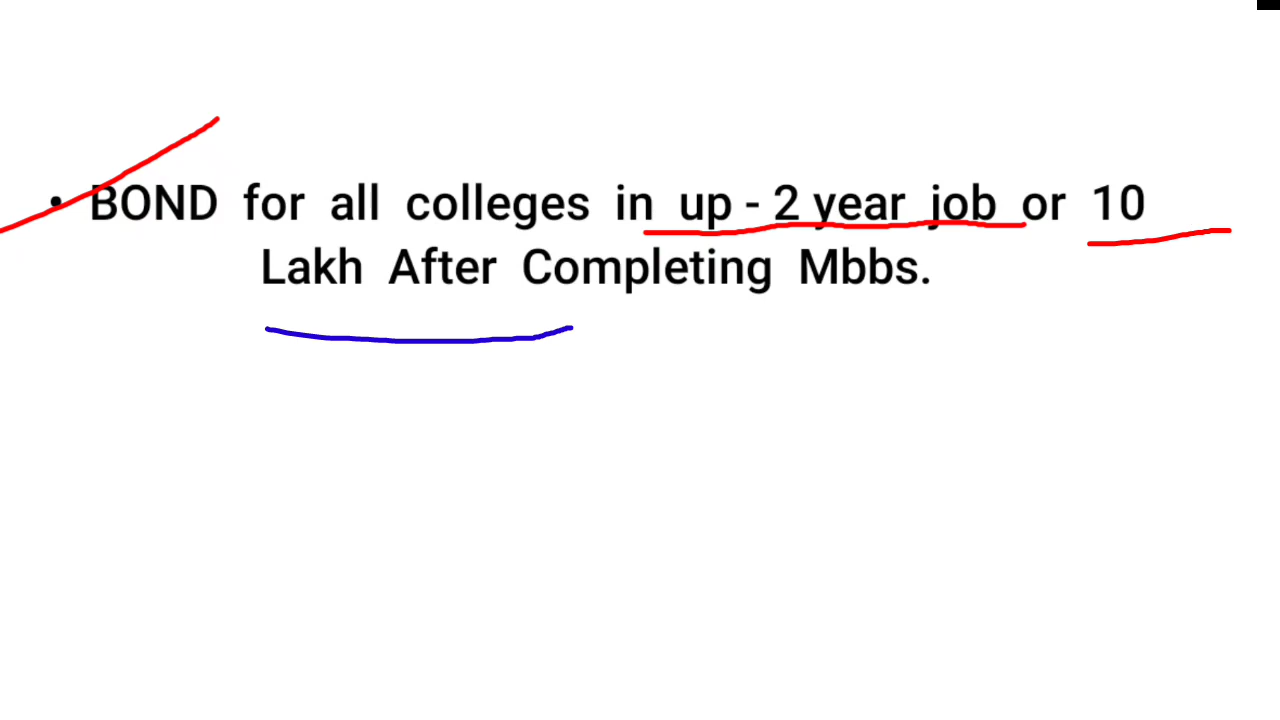 • BOND for all colleges in up - 2 year job or 10
Lakh After Completing Mbbs.